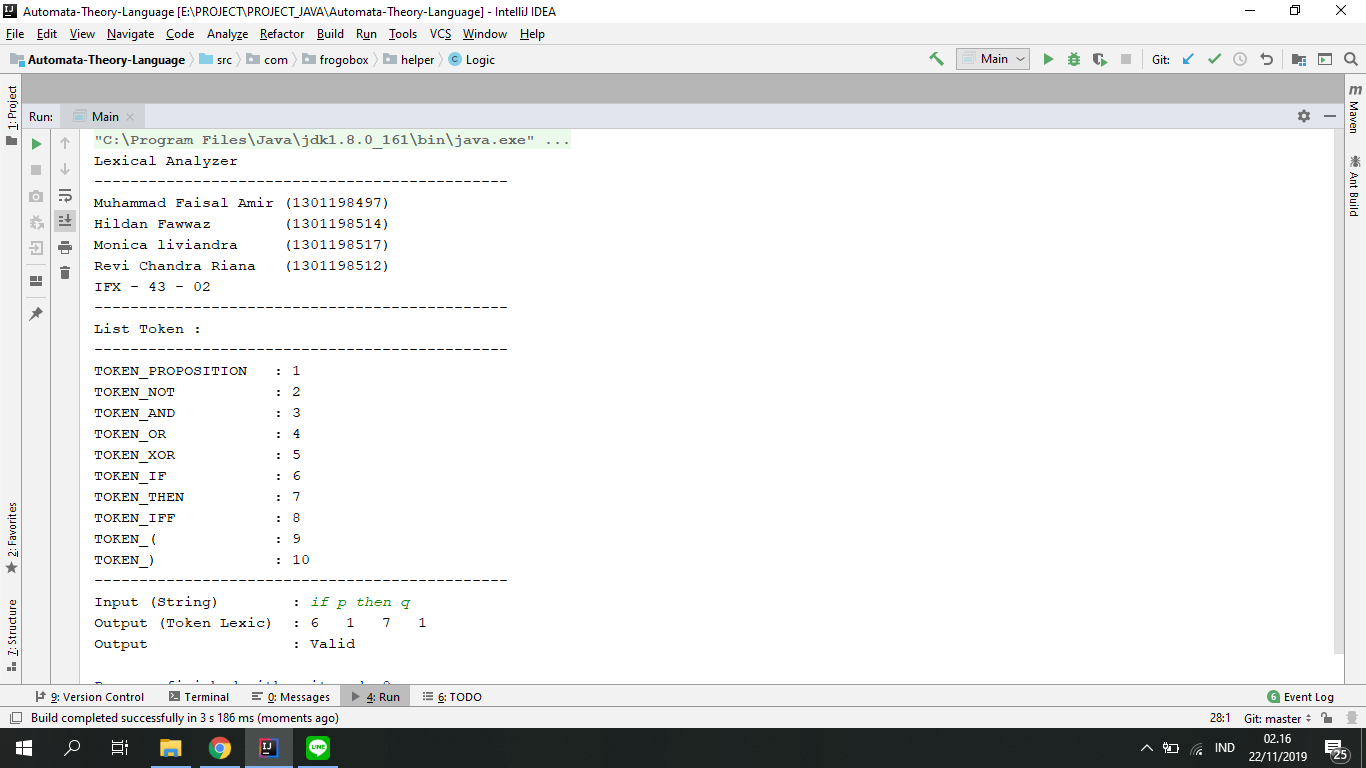 Automata-Theory-Language [E:\PROJECT\PROJECT_JAVA\Automata-Theory-Language] - IntelliJ IDEA
File Edit View Navigate Code Analyze Refactor Build Run Tools VCS Window Help
Automata-Theory-Language src com frogobox helper C Logic Main Git:
1: Project
2: Favorites
7: Structure
m Maven
Ant Build
Run: Main
"C:\Program Files\Java\jdk1.8.0_161\bin\java.exe" ...
Lexical Analyzer
----------------------------------------------
Muhammad Faisal Amir (1301198497)
Hildan Fawwaz (1301198514)
Monica liviandra (1301198517)
Revi Chandra Riana (1301198512)
IFX - 43 - 02
----------------------------------------------
List Token :
----------------------------------------------
TOKEN_PROPOSITION : 1
TOKEN_NOT : 2
TOKEN_AND : 3
TOKEN_OR : 4
TOKEN_XOR : 5
TOKEN_IF : 6
TOKEN_THEN : 7
TOKEN_IFF : 8
TOKEN_( : 9
TOKEN_) : 10
----------------------------------------------
Input (String) : if p then q
Output (Token Lexic) : 6 1 7 1
Output : Valid
9: Version Control Terminal 0: Messages 4: Run 6: TODO 6 Event Log
Build completed successfully in 3 s 186 ms (moments ago) 28:1 Git: master
LINE
IND
02.16
22/11/2019
25